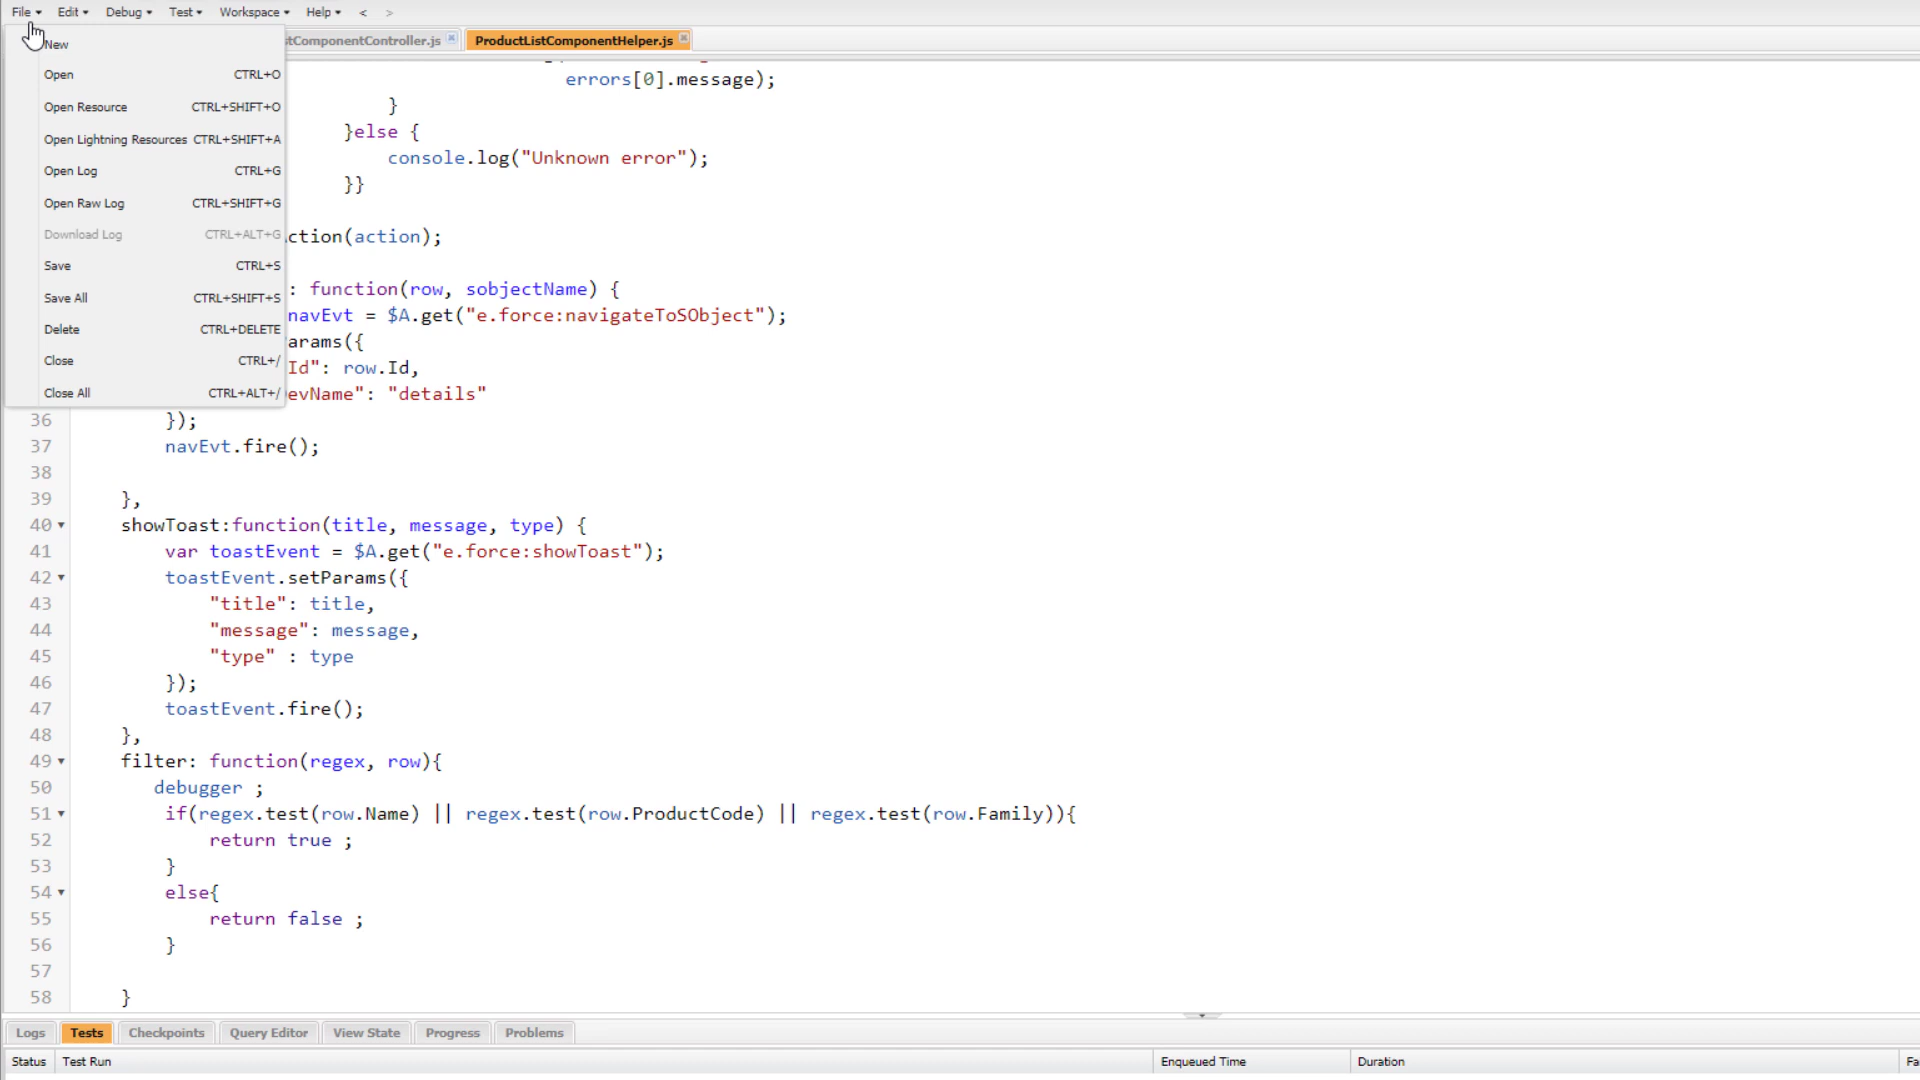 File Edit Debug Test Workspace Help < >
New
Open CTRL+O
Open Resource CTRL+SHIFT+O
Open Lightning Resources CTRL+SHIFT+A
Open Log CTRL+G
Open Raw Log CTRL+SHIFT+G
Download Log CTRL+ALT+G
Save CTRL+S
Save All CTRL+SHIFT+S
Delete CTRL+DELETE
Close CTRL+/
Close All CTRL+ALT+/
tComponentController.js ProductListComponentHelper.js
errors[0].message);
}
}else {
console.log("Unknown error");
}}
ction(action);
: function(row, sobjectName) {
navEvt = $A.get("e.force:navigateToSObject");
arams({
Id": row.Id,
evName": "details"
36 });
37 navEvt.fire();
38
39 },
40 showToast:function(title, message, type) {
41 var toastEvent = $A.get("e.force:showToast");
42 toastEvent.setParams({
43 "title": title,
44 "message": message,
45 "type" : type
46 });
47 toastEvent.fire();
48 },
49 filter: function(regex, row){
50 debugger ;
51 if(regex.test(row.Name) || regex.test(row.ProductCode) || regex.test(row.Family)){
52 return true ;
53 }
54 else{
55 return false ;
56 }
57
58 }
Logs Tests Checkpoints Query Editor View State Progress Problems
Status Test Run Enqueued Time Duration Fa